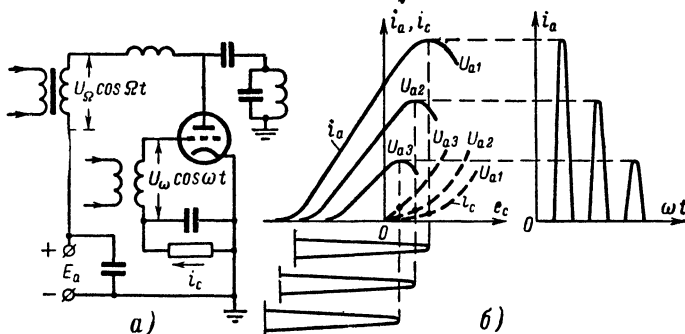 U_Ω cos Ωt
U_ω cos ωt
+
E_a
−
i_c
а)
i_a, i_c
U_a1
U_a2
i_a
U_a3
U_a3
U_a2
U_a1
i_c
0
e_c
б)
i_a
0
ωt